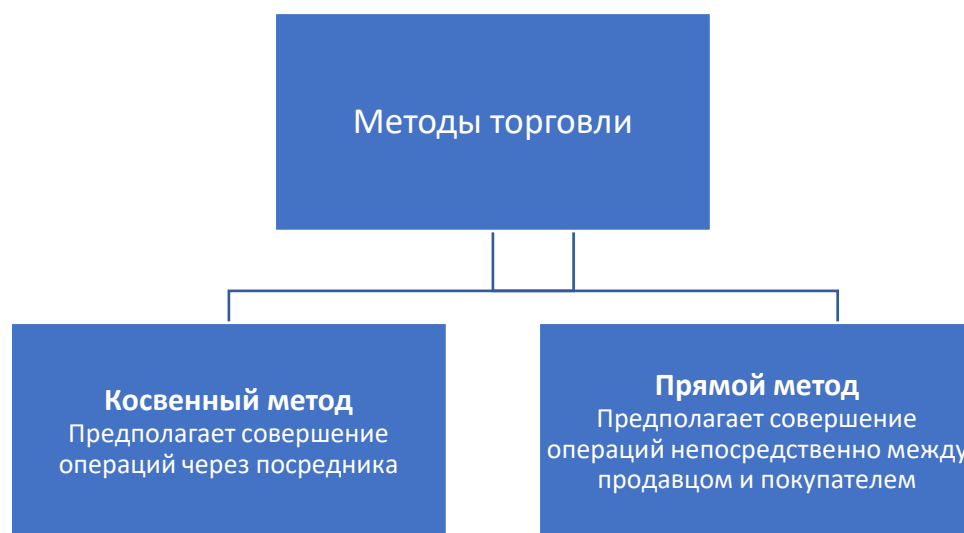 Методы торговли
Косвенный метод
Предполагает совершение
операций через посредника
Прямой метод
Предполагает совершение
операций непосредственно между
продавцом и покупателем